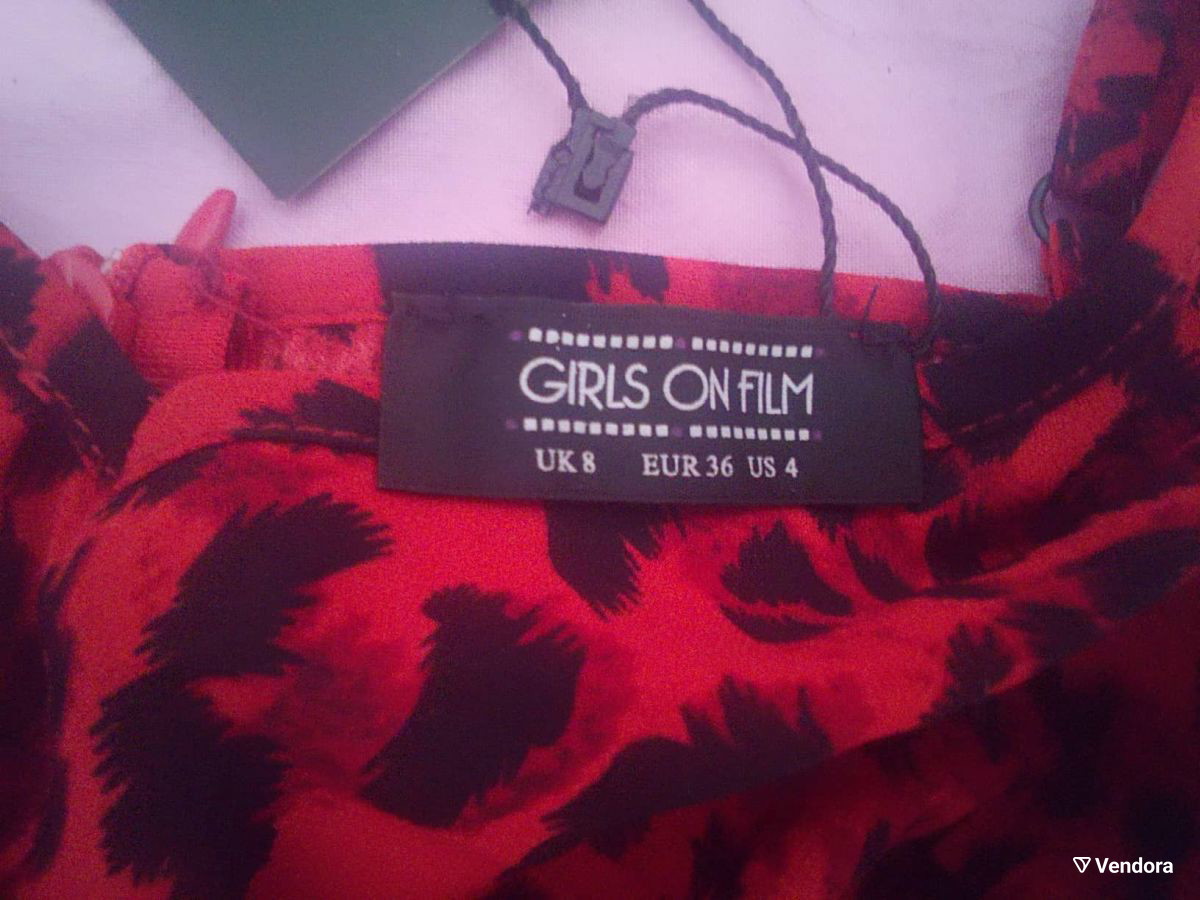 GIRLS ON FILM
UK 8 EUR 36 US 4
Vendora